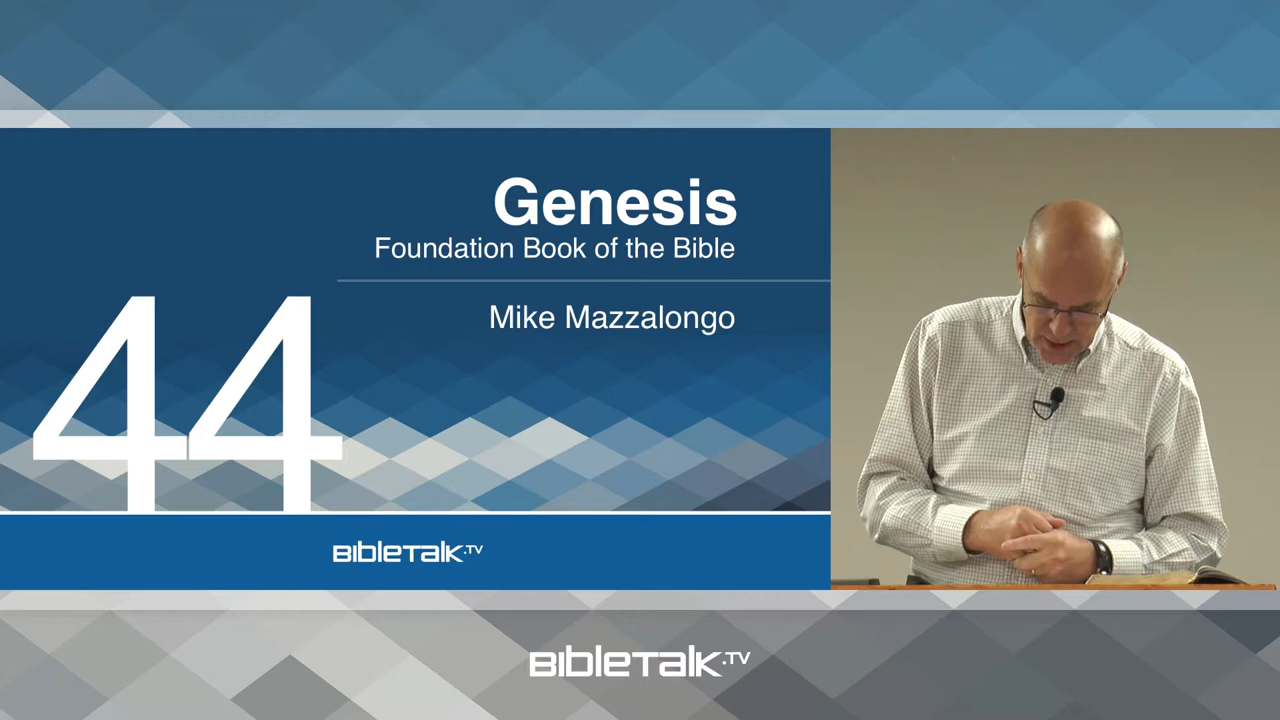 Genesis
Foundation Book of the Bible
Mike Mazzalongo
44
BIBLETALK.TV
BIBLETALK.TV